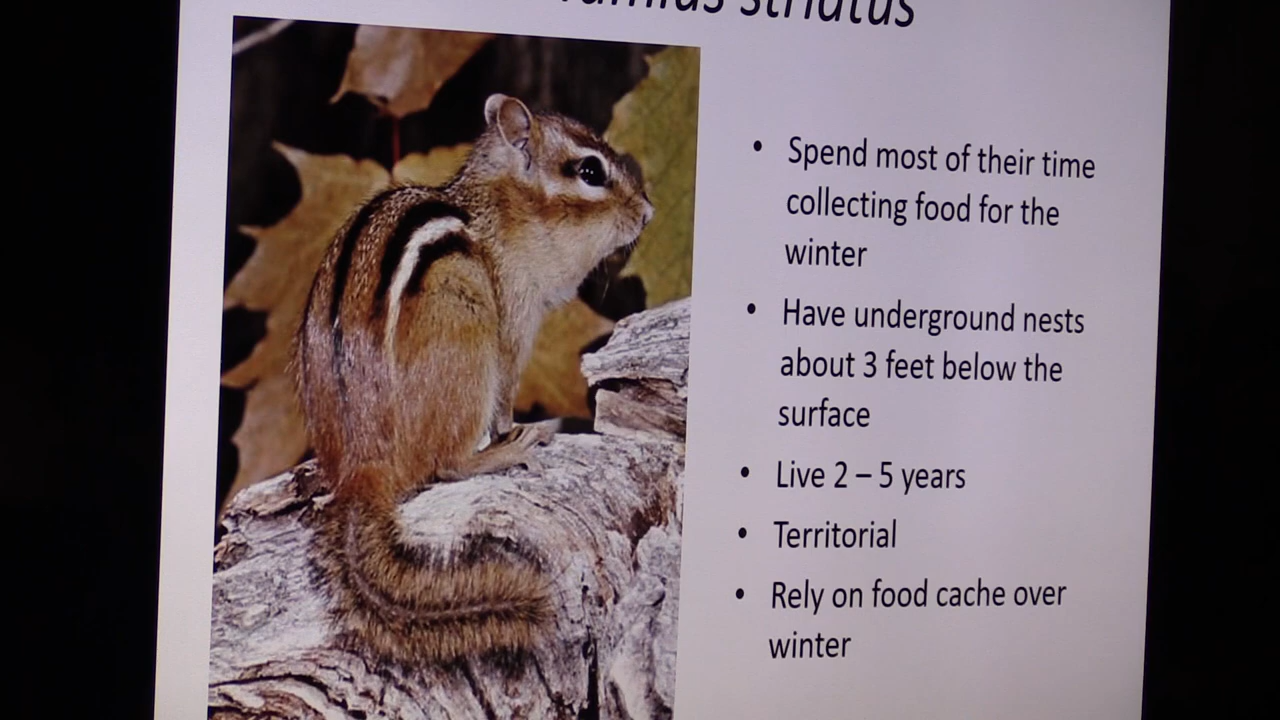 striatus
• Spend most of their time
collecting food for the
winter
• Have underground nests
about 3 feet below the
surface
• Live 2 – 5 years
• Territorial
• Rely on food cache over
winter